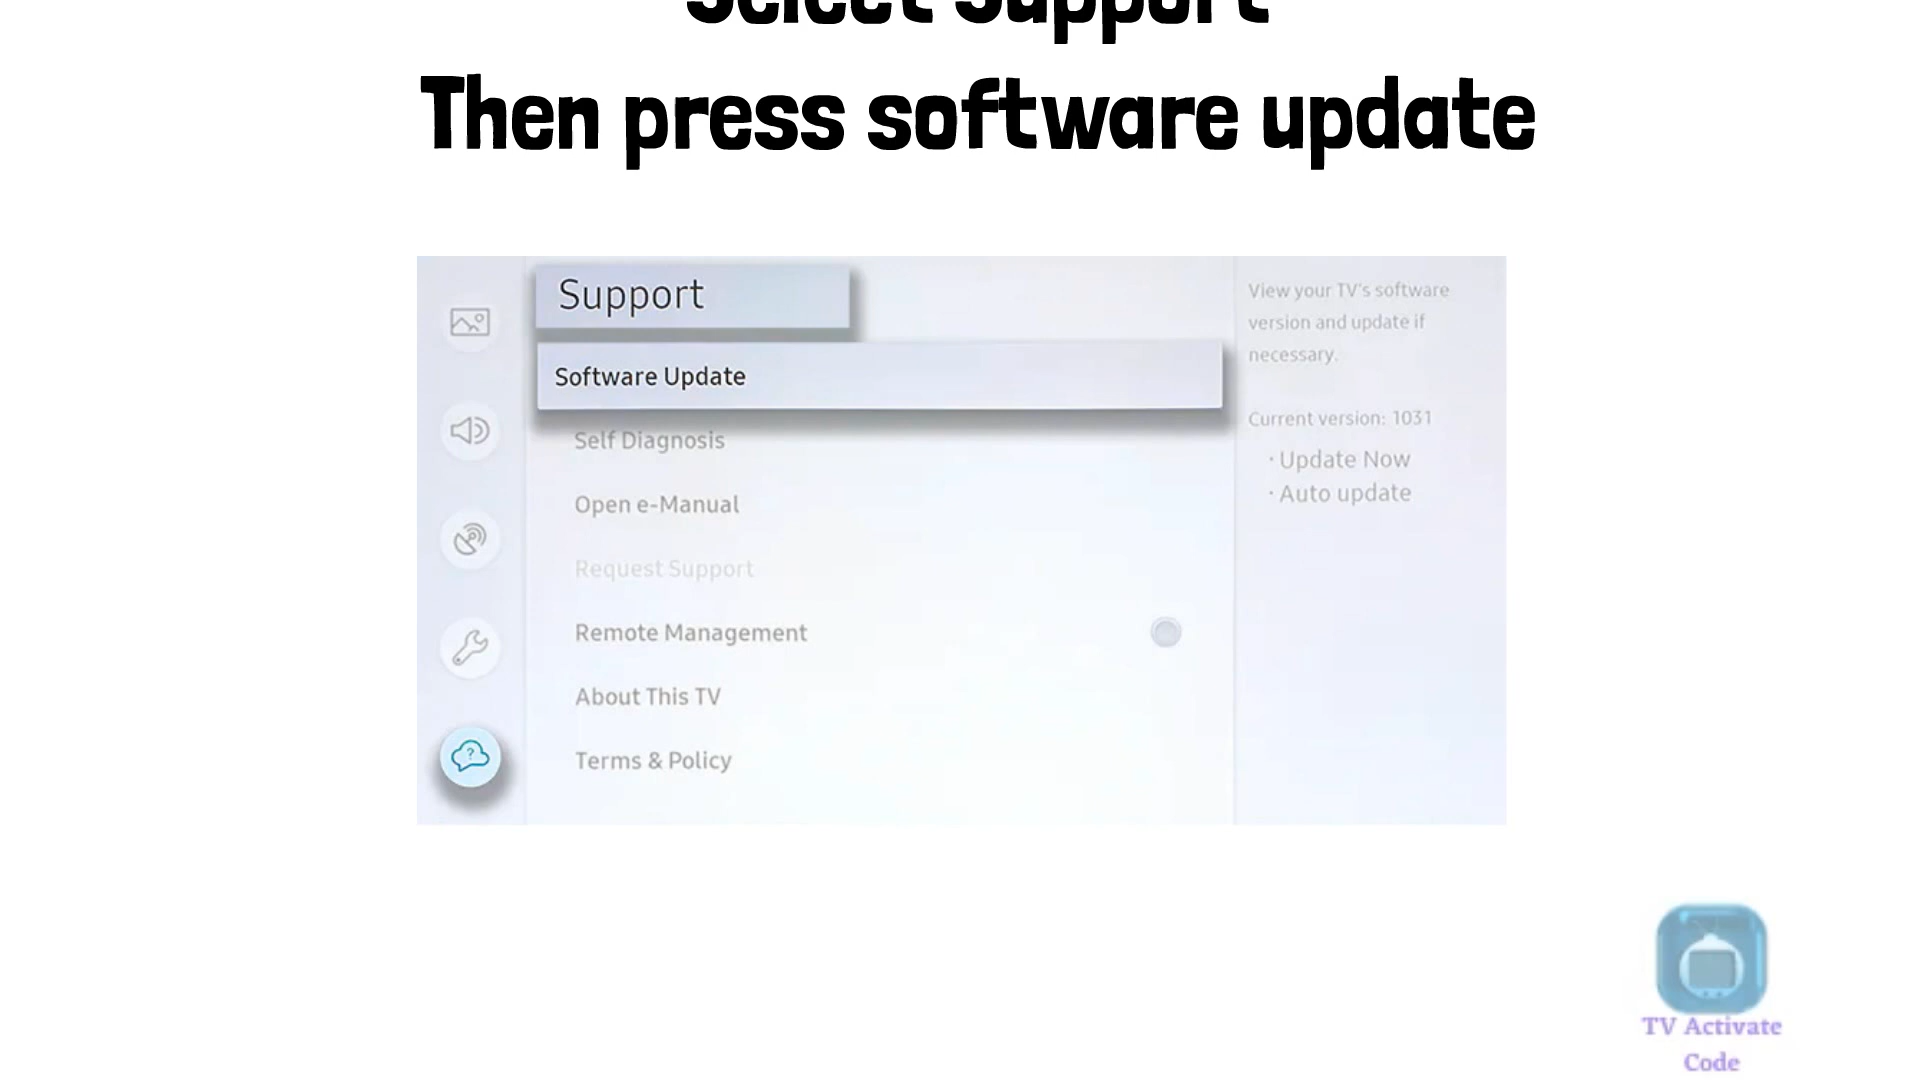 Select Support
Then press software update
Support
Software Update
Self Diagnosis
Open e-Manual
Request Support
Remote Management
About This TV
Terms & Policy
View your TV's software
version and update if
necessary.
Current version: 1031
· Update Now
· Auto update
TV Activate
Code